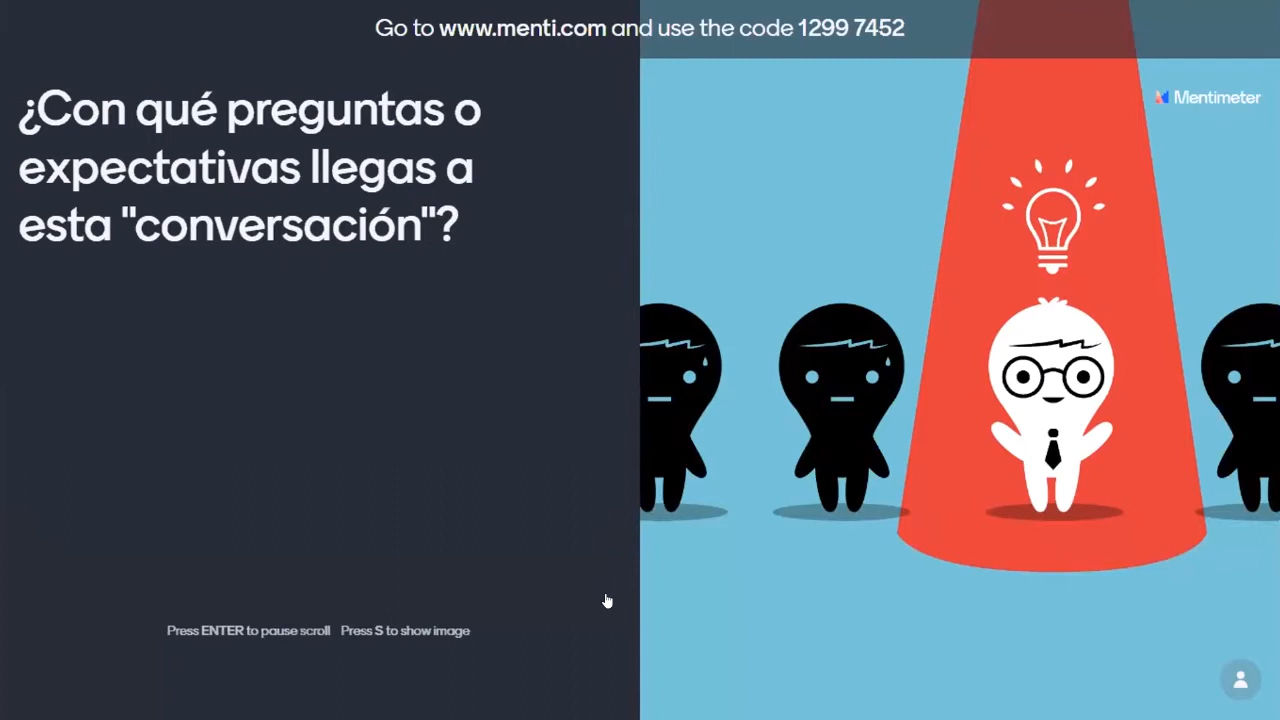 Go to www.menti.com and use the code 1299 7452
Mentimeter
¿Con qué preguntas o
expectativas llegas a
esta "conversación"?
Press ENTER to pause scroll Press S to show image